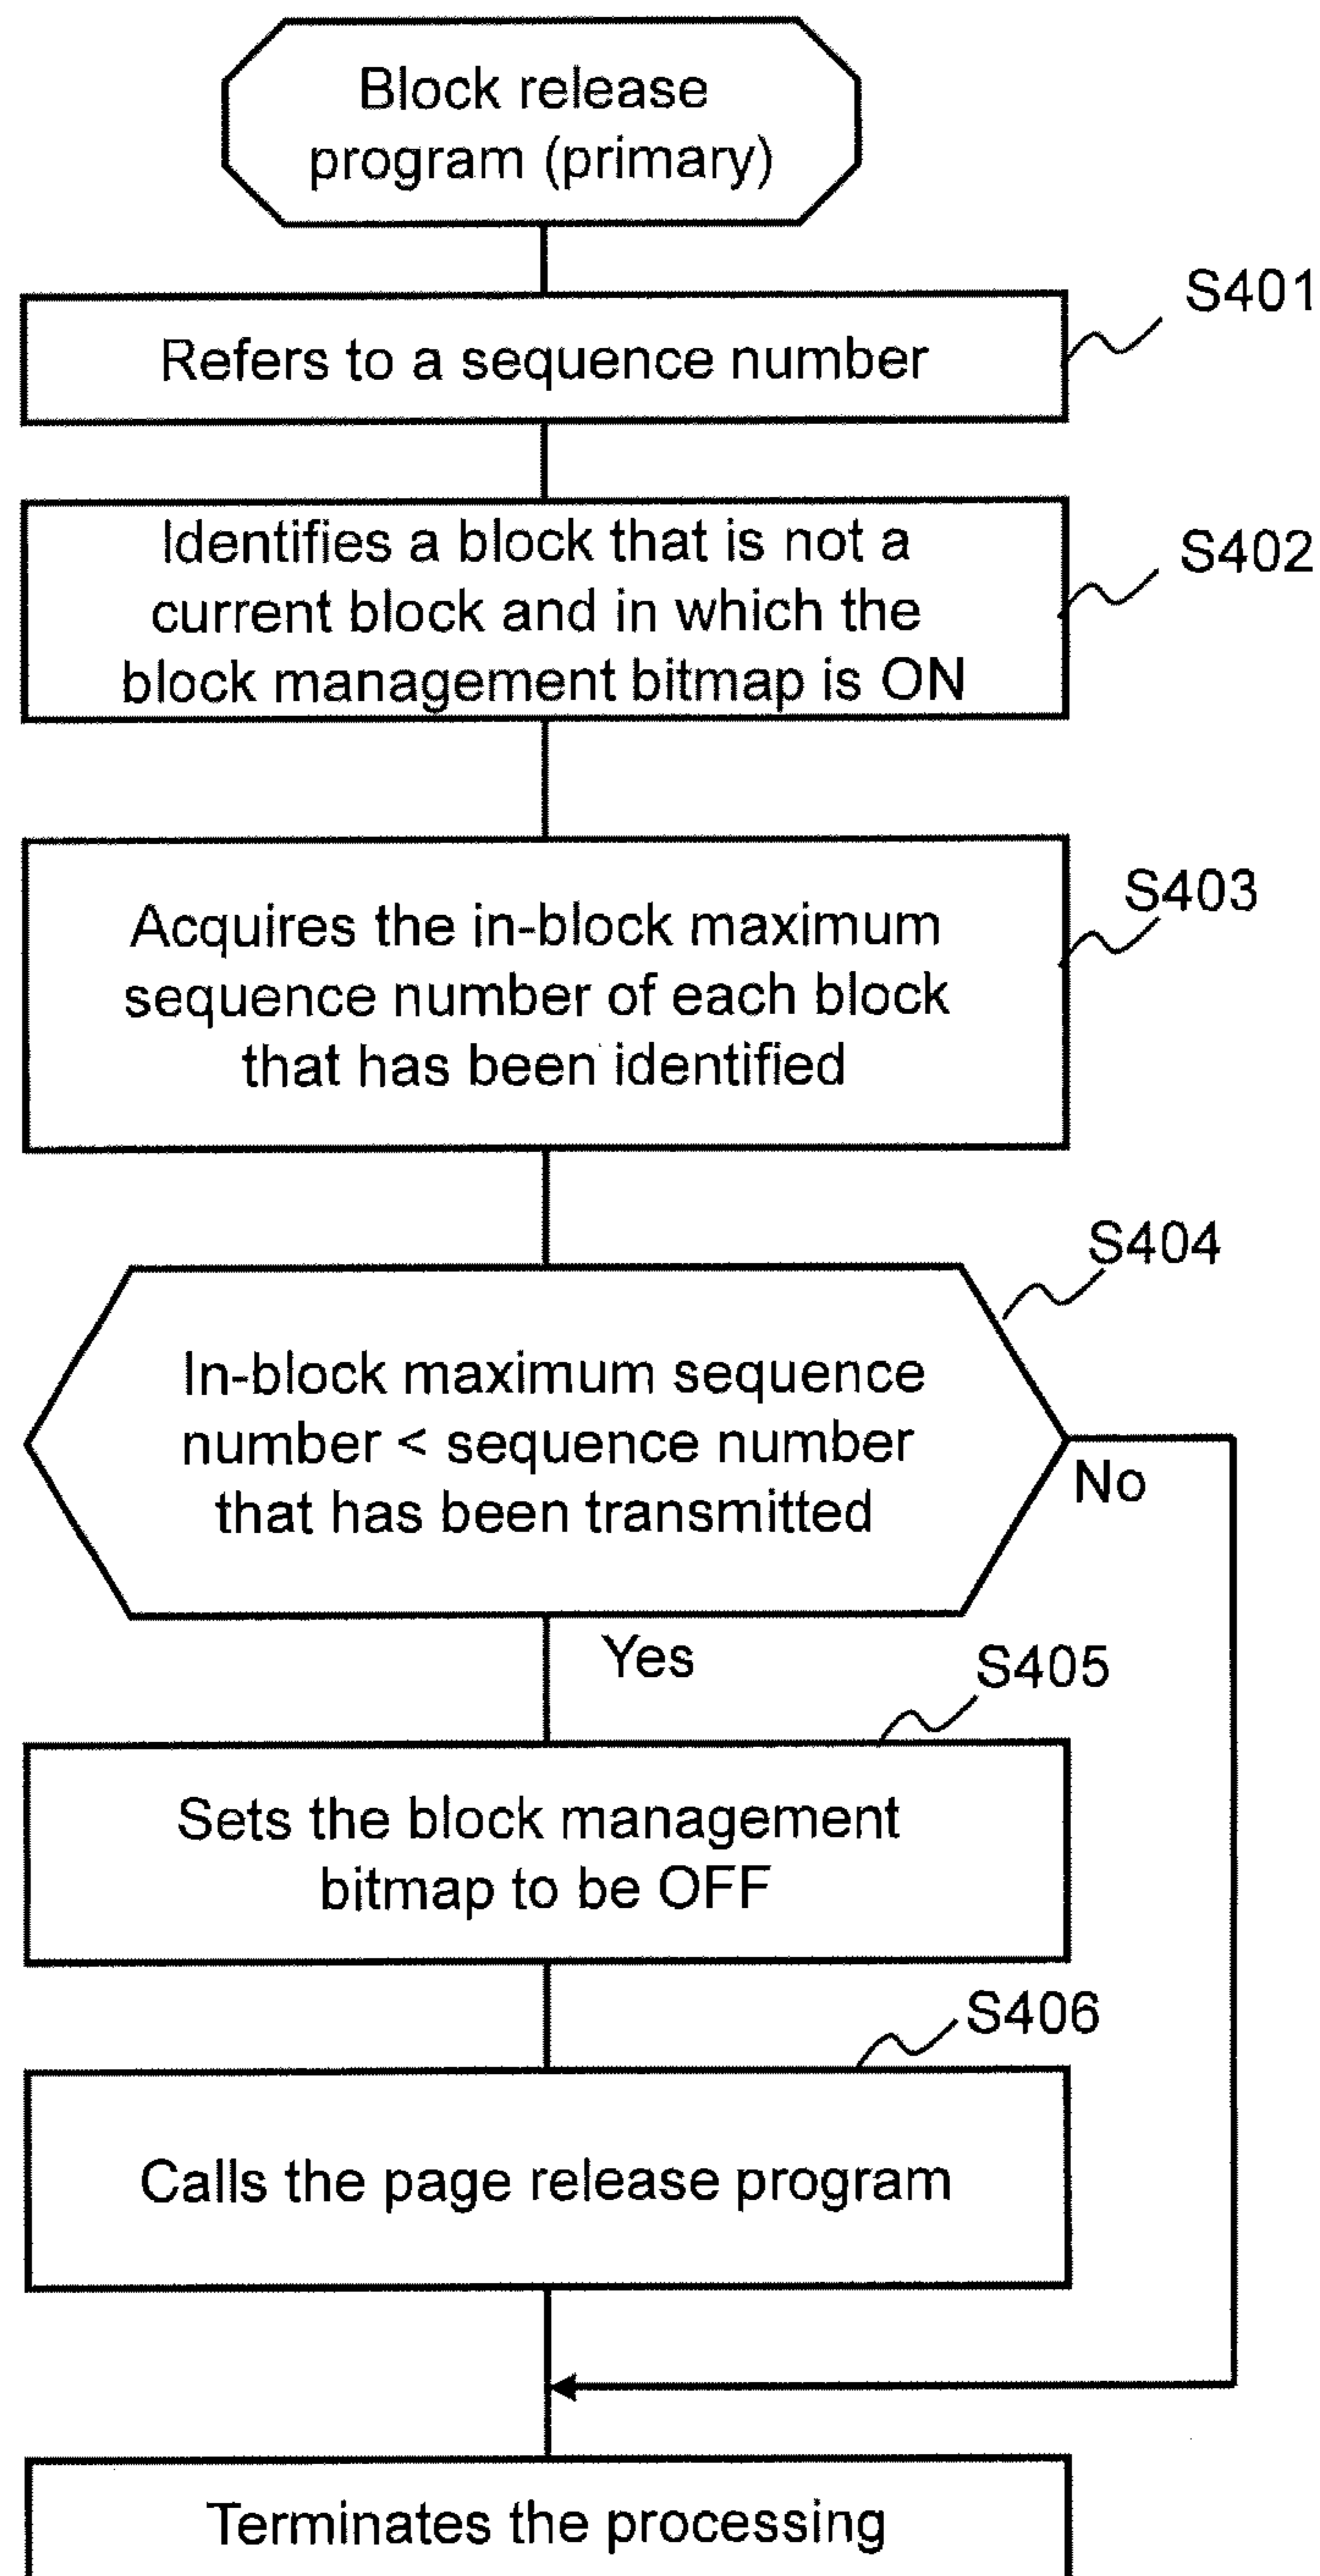 Block release
program (primary)
S401
Refers to a sequence number
S402
Identifies a block that is not a
current block and in which the
block management bitmap is ON
S403
Acquires the in-block maximum
sequence number of each block
that has been identified
S404
In-block maximum sequence
number < sequence number
that has been transmitted
No
Yes
S405
Sets the block management
bitmap to be OFF
S406
Calls the page release program
Terminates the processing